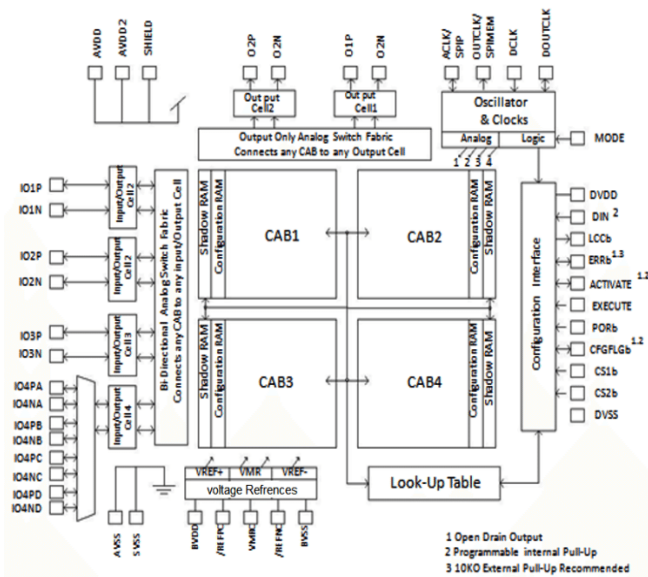 AVDD
AVDD2
SHIELD
O2P
O2N
O1P
O2N
ACLK/
SPIP
OUTCLK/
SPIMEM
DCLK
DOUTCLK
Out put
Cell2
Out put
Cell1
Oscillator
& Clocks
Analog
Logic
1 2 3 4
MODE
Output Only Analog Switch Fabric
Connects any CAB to any Output Cell
IO1P
IO1N
IO2P
IO2N
IO3P
IO3N
IO4PA
IO4NA
IO4PB
IO4NB
IO4PC
IO4NC
IO4PD
IO4ND
Input/Output
Cell2
Input/Output
Cell2
Input/Output
Cell 3
Input/Output
Cell 4
Bi-Directional Analog Switch Fabric
Connects any CAB to any input/Output Cell
Shadow RAM
Configuration RAM
CAB1
CAB2
Configuration RAM
Shadow RAM
Shadow RAM
Configuration RAM
CAB3
CAB4
Configuration RAM
Shadow RAM
Configuration Interface
DVDD
DIN 2
LCCb
ERRb 1.3
ACTIVATE 1.2
EXECUTE
PORb
CFGFLGb 1.2
CS1b
CS2b
DVSS
VREF+
VMR
VREF-
voltage Refrences
Look-Up Table
AVSS
SVSS
BVDD
/REFPC
VMRC
/REFNC
BVSS
1 Open Drain Output
2 Programmable internal Pull-Up
3 10KO External Pull-Up Recommended